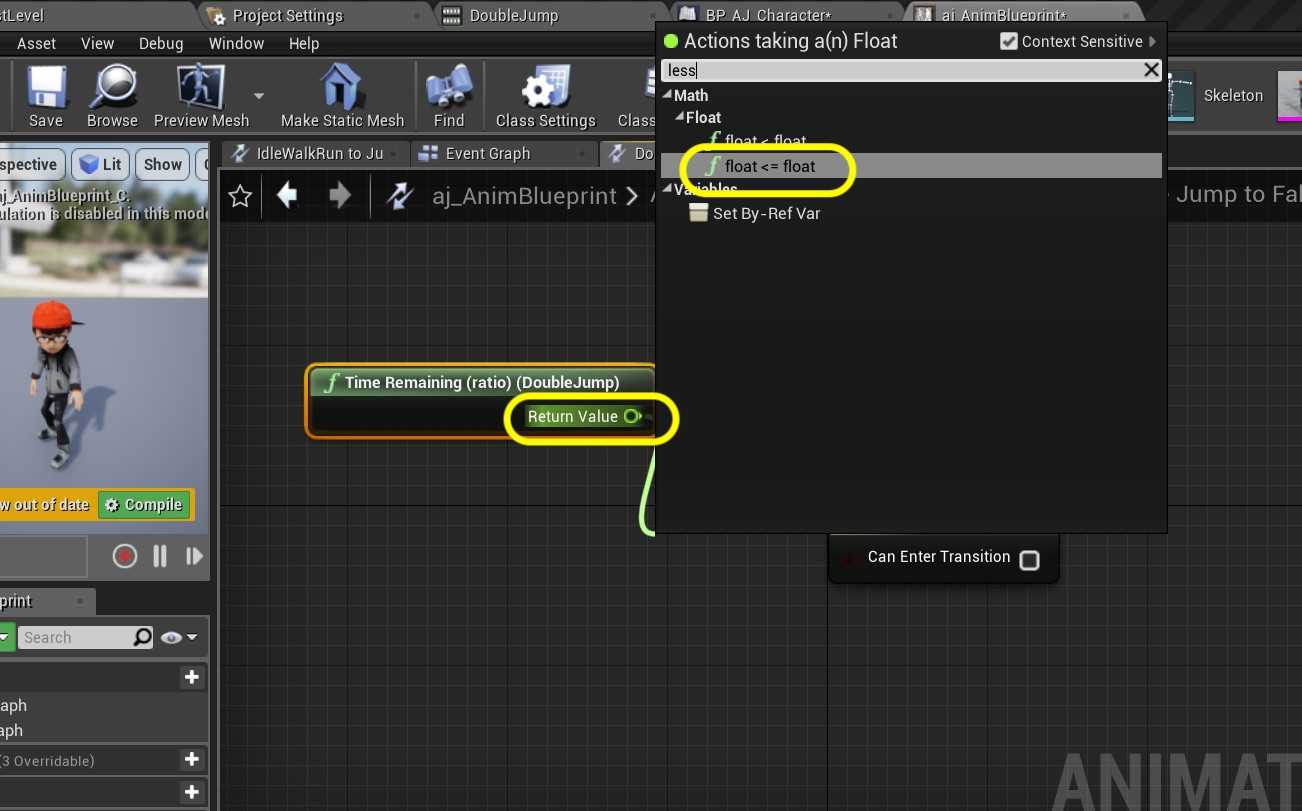 stLevel
Project Settings
DoubleJump
BP_AJ_Character*
aj_AnimBlueprint*
Asset View Debug Window Help
Actions taking a(n) Float
Context Sensitive
less
Save
Browse
Preview Mesh
Make Static Mesh
Find
Class Settings
Class
Skeleton
Math
Float
float < float
float <= float
Variables
Set By-Ref Var
spective
Lit
Show
IdleWalkRun to Ju
Event Graph
Do
aj_AnimBlueprint
Jump to Fal
aj_AnimBlueprint_C.
ulation is disabled in this mode
Time Remaining (ratio) (DoubleJump)
Return Value
w out of date
Compile
Can Enter Transition
print
Search
raph
raph
(3 Overridable)
ANIMAT